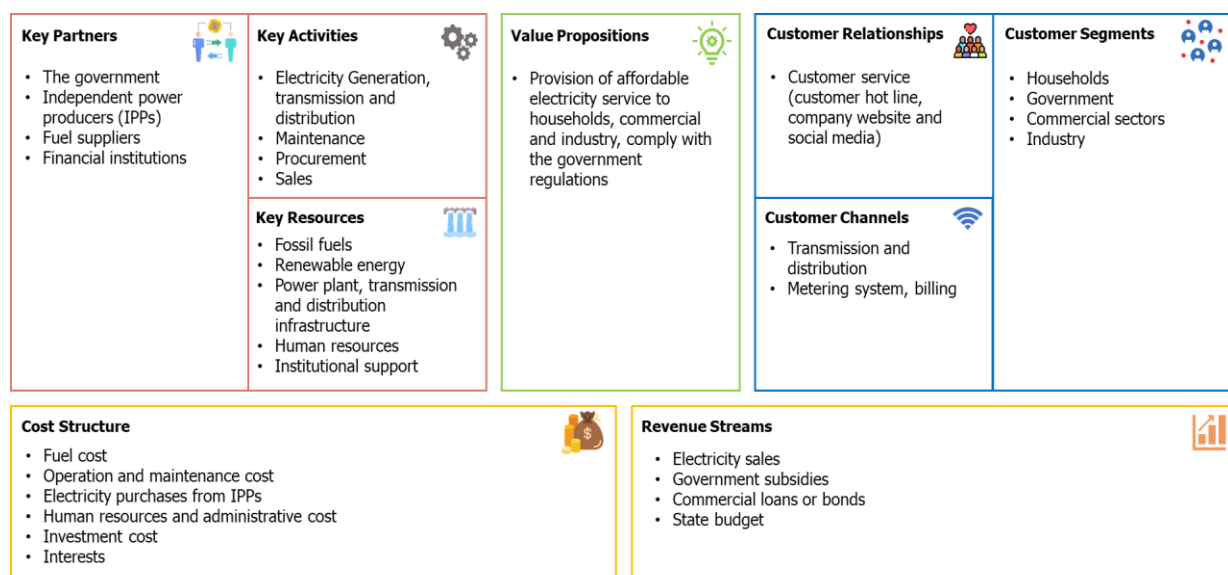 Key Partners
• The government
• Independent power
producers (IPPs)
• Fuel suppliers
• Financial institutions
Key Activities
• Electricity Generation,
transmission and
distribution
• Maintenance
• Procurement
• Sales
Key Resources
• Fossil fuels
• Renewable energy
• Power plant, transmission
and distribution
infrastructure
• Human resources
• Institutional support
Value Propositions
• Provision of affordable
electricity service to
households, commercial
and industry, comply with
the government
regulations
Customer Relationships
• Customer service
(customer hot line,
company website and
social media)
Customer Channels
• Transmission and
distribution
• Metering system, billing
Customer Segments
• Households
• Government
• Commercial sectors
• Industry
Cost Structure
• Fuel cost
• Operation and maintenance cost
• Electricity purchases from IPPs
• Human resources and administrative cost
• Investment cost
• Interests
$
Revenue Streams
• Electricity sales
• Government subsidies
• Commercial loans or bonds
• State budget